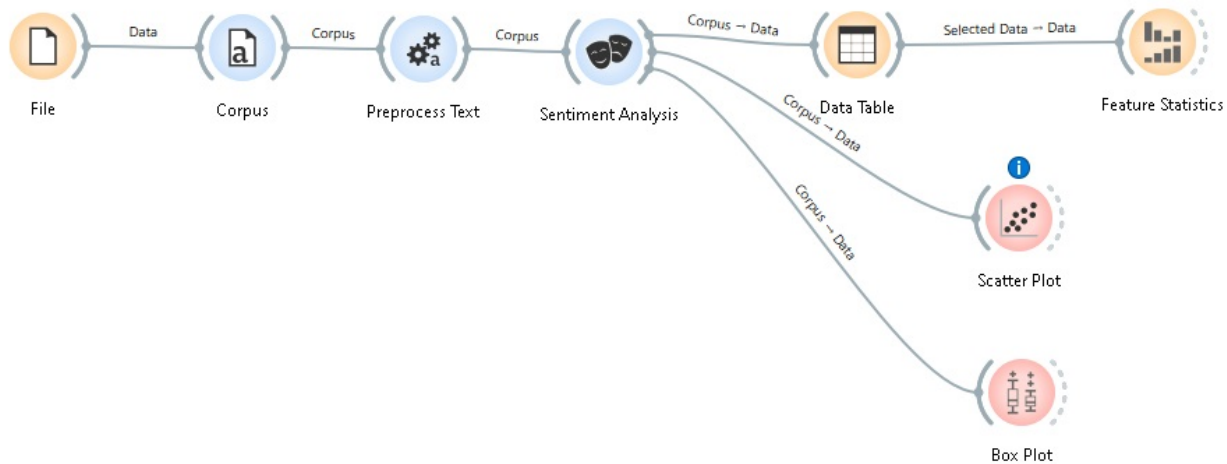 Data
Corpus
Corpus
Corpus → Data
Selected Data → Data
File
Corpus
Preprocess Text
Sentiment Analysis
Data Table
Feature Statistics
Corpus → Data
Corpus → Data
Scatter Plot
Box Plot